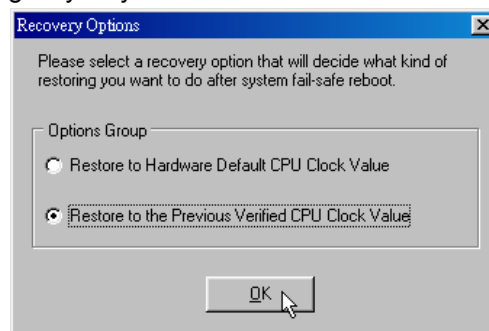 Recovery Options
Please select a recovery option that will decide what kind of
restoring you want to do after system fail-safe reboot.
Options Group
Restore to Hardware Default CPU Clock Value
Restore to the Previous Verified CPU Clock Value
OK